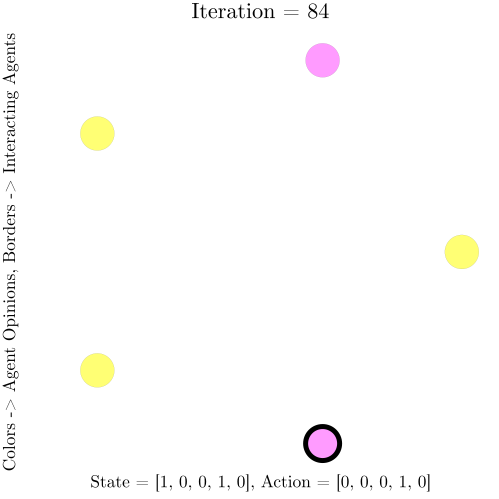 Iteration = 84
Colors -> Agent Opinions, Borders -> Interacting Agents
State = [1, 0, 0, 1, 0], Action = [0, 0, 0, 1, 0]